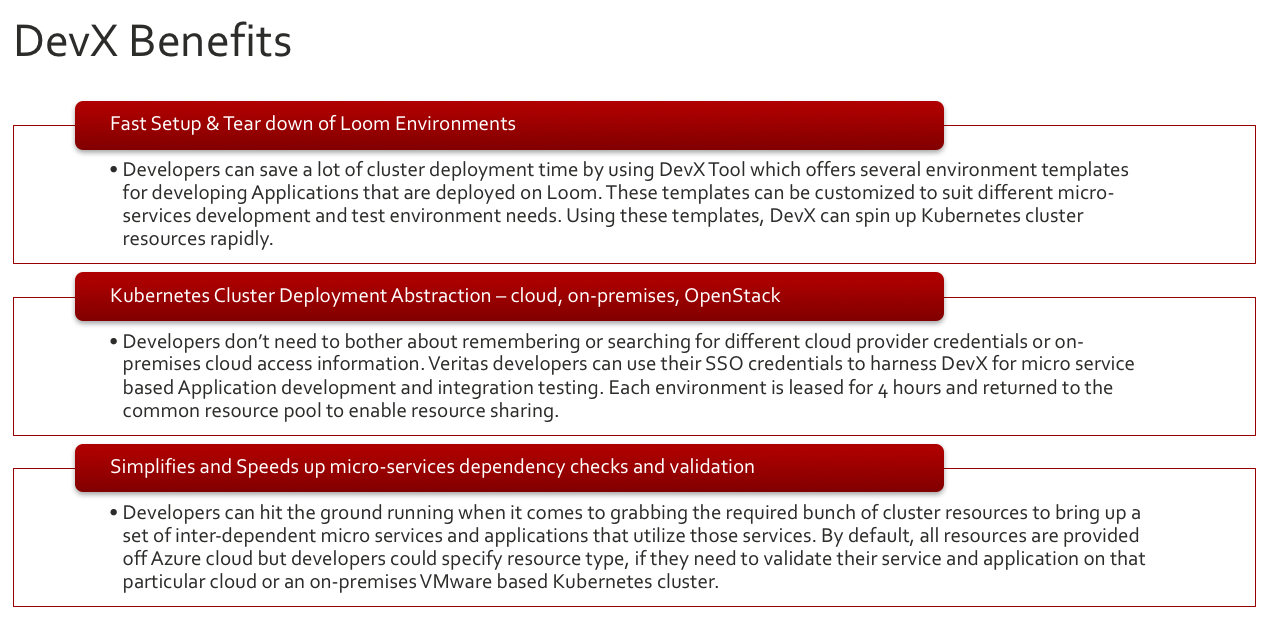 DevX Benefits
Fast Setup & Tear down of Loom Environments
• Developers can save a lot of cluster deployment time by using DevX Tool which offers several environment templates
for developing Applications that are deployed on Loom. These templates can be customized to suit different micro-
services development and test environment needs. Using these templates, DevX can spin up Kubernetes cluster
resources rapidly.
Kubernetes Cluster Deployment Abstraction – cloud, on-premises, OpenStack
• Developers don’t need to bother about remembering or searching for different cloud provider credentials or on-
premises cloud access information. Veritas developers can use their SSO credentials to harness DevX for micro service
based Application development and integration testing. Each environment is leased for 4 hours and returned to the
common resource pool to enable resource sharing.
Simplifies and Speeds up micro-services dependency checks and validation
• Developers can hit the ground running when it comes to grabbing the required bunch of cluster resources to bring up a
set of inter-dependent micro services and applications that utilize those services. By default, all resources are provided
off Azure cloud but developers could specify resource type, if they need to validate their service and application on that
particular cloud or an on-premises VMware based Kubernetes cluster.